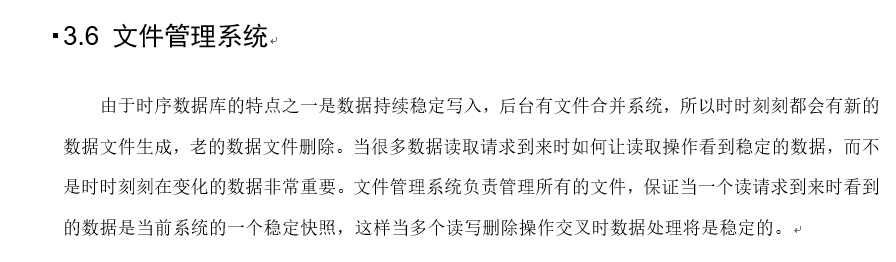 3.6 文件管理系统
由于时序数据库的特点之一是数据持续稳定写入，后台有文件合并系统，所以时时刻刻都会有新的
数据文件生成，老的数据文件删除。当很多数据读取请求到来时如何让读取操作看到稳定的数据，而不
是时时刻刻在变化的数据非常重要。文件管理系统负责管理所有的文件，保证当一个读请求到来时看到
的数据是当前系统的一个稳定快照，这样当多个读写删除操作交叉时数据处理将是稳定的。